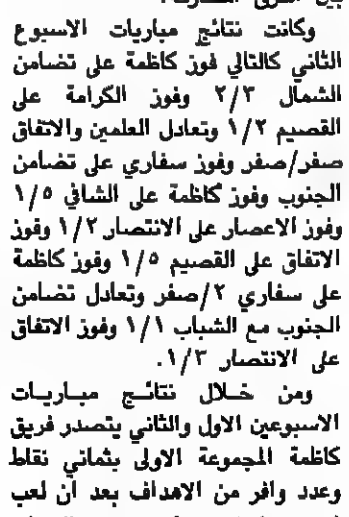 وكانت نتائج مباريات الاسبوع
الثاني كالتالي فوز كاظمة على تضامن
الشمال ٢/٣ وفوز الكرامة على
القصيم ١/٢ وتعادل العلمين والاتفاق
صفر/صفر وفوز سفاري على تضامن
الجنوب وفوز كاظمة على الشافي ١/٥
وفوز الاعصار على الانتصار ١/٢ وفوز
الاتفاق على القصيم ١/٥ وفوز كاظمة
على سفاري ٢/صفر وتعادل تضامن
الجنوب مع الشباب ١/١ وفوز الاتفاق
على الانتصار ١/٣.
ومن خــلال نتائــج مبــاريــات
الاسبوعين الاول والثاني يتصدر فريق
كاظمة المجموعة الاولى بثماني نقاط
وعدد وافر من الاهداف بعد ان لعب